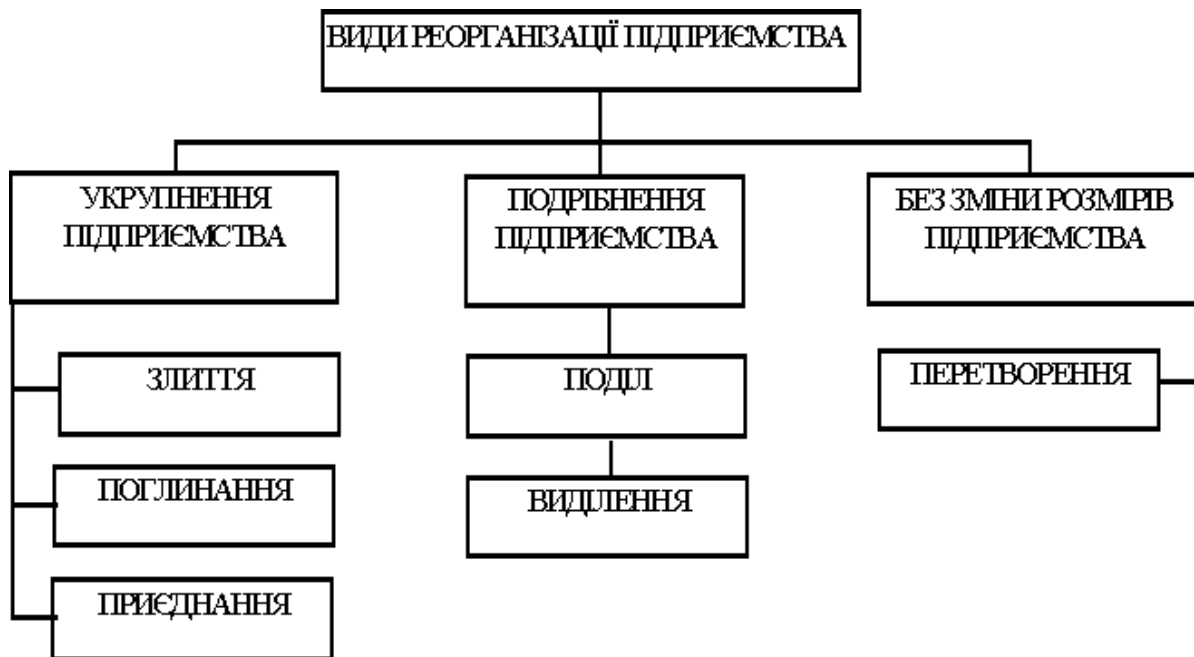 ВИДИ РЕОРГАНІЗАЦІЇ ПІДПРИЄМСТВА
УКРУПНЕННЯ
ПІДПРИЄМСТВА
ПОДРІБНЕННЯ
ПІДПРИЄМСТВА
БЕЗ ЗМІНИ РОЗМІРІВ
ПІДПРИЄМСТВА
ЗЛИТТЯ
ПОГЛИНАННЯ
ПРИЄДНАННЯ
ПОДІЛ
ВИДІЛЕННЯ
ПЕРЕТВОРЕННЯ